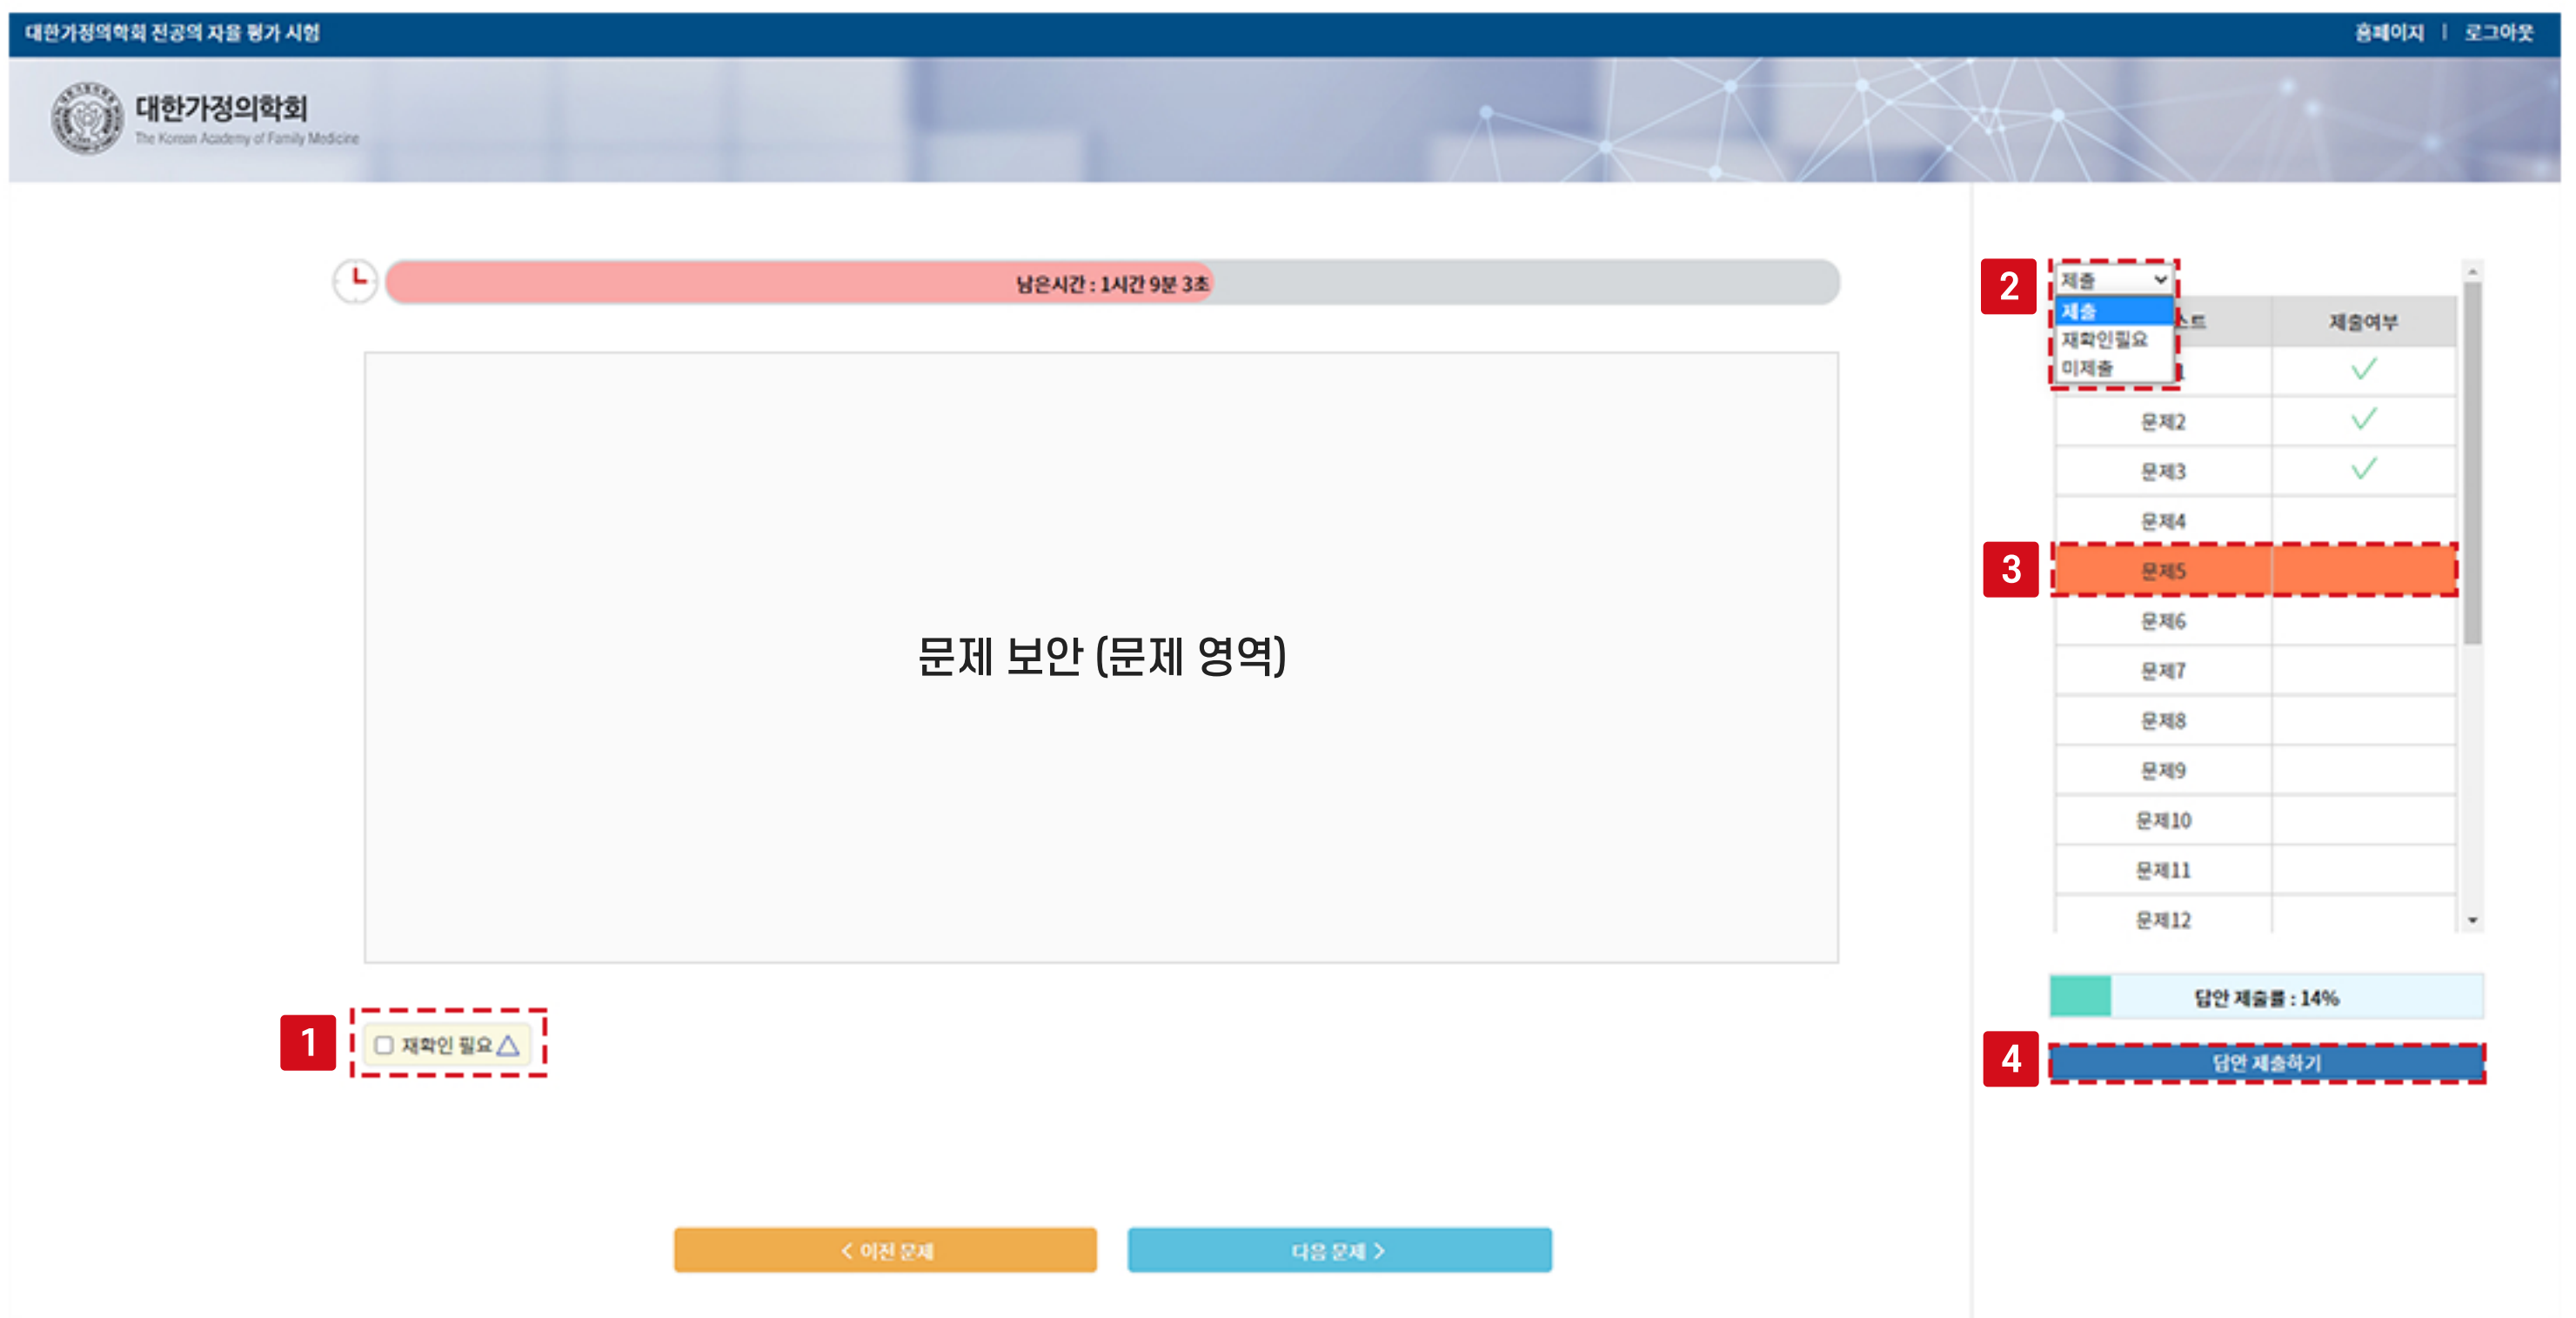 대한가정의학회 전공의 자율 평가 시험
홈페이지 | 로그아웃
대한가정의학회
The Korean Academy of Family Medicine
남은시간 : 1시간 9분 3초
문제 보안 (문제 영역)
1
재확인 필요
< 이전 문제
다음 문제 >
2
제출
제출
재확인필요
미제출
스트 제출여부
1
문제2
문제3
문제4
3
문제5
문제6
문제7
문제8
문제9
문제10
문제11
문제12
답안 제출률 : 14%
4
답안 제출하기